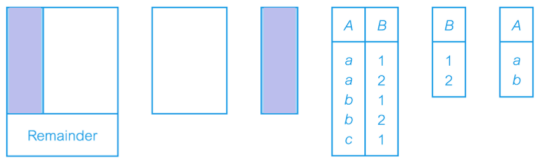 A B B A
a 1 1 a
a 2 2 b
b 1
b 2
c 1
Remainder